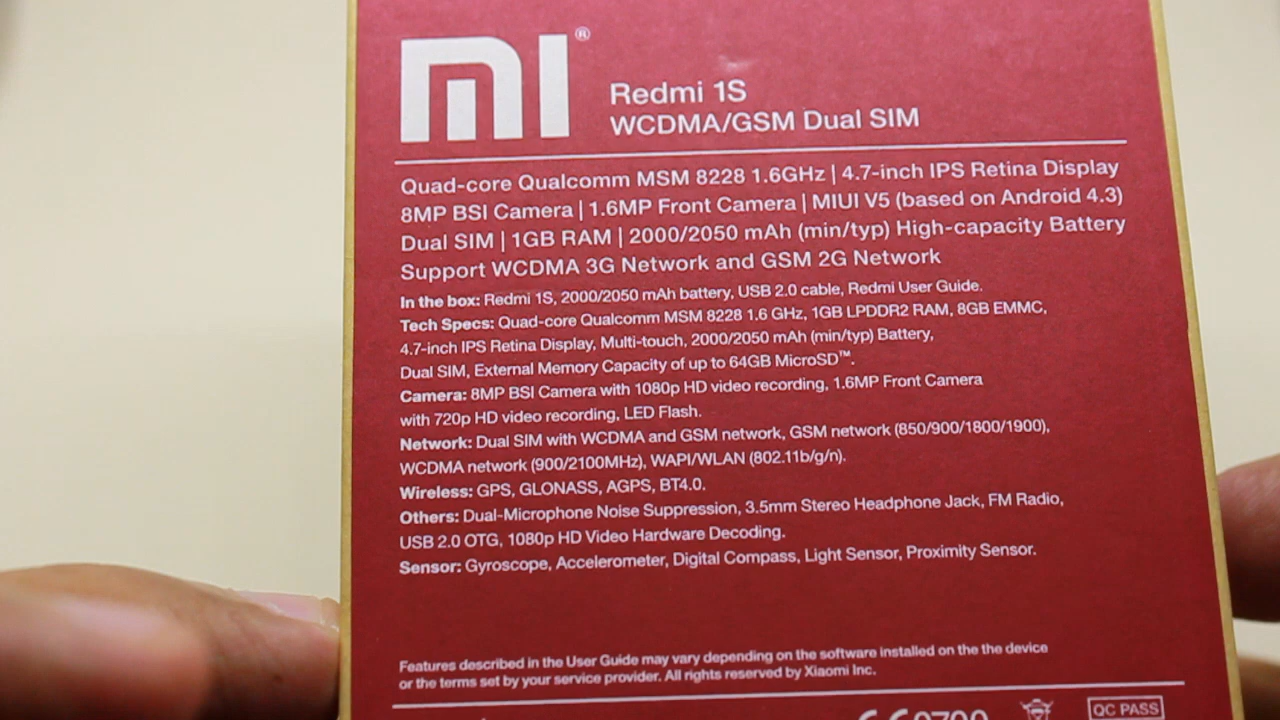 mi®
Redmi 1S
WCDMA/GSM Dual SIM
Quad-core Qualcomm MSM 8228 1.6GHz | 4.7-inch IPS Retina Display
8MP BSI Camera | 1.6MP Front Camera | MIUI V5 (based on Android 4.3)
Dual SIM | 1GB RAM | 2000/2050 mAh (min/typ) High-capacity Battery
Support WCDMA 3G Network and GSM 2G Network
In the box: Redmi 1S, 2000/2050 mAh battery, USB 2.0 cable, Redmi User Guide.
Tech Specs: Quad-core Qualcomm MSM 8228 1.6 GHz, 1GB LPDDR2 RAM, 8GB EMMC,
4.7-inch IPS Retina Display, Multi-touch, 2000/2050 mAh (min/typ) Battery,
Dual SIM, External Memory Capacity of up to 64GB MicroSD™.
Camera: 8MP BSI Camera with 1080p HD video recording, 1.6MP Front Camera
with 720p HD video recording, LED Flash.
Network: Dual SIM with WCDMA and GSM network, GSM network (850/900/1800/1900),
WCDMA network (900/2100MHz), WAPI/WLAN (802.11b/g/n).
Wireless: GPS, GLONASS, AGPS, BT4.0.
Others: Dual-Microphone Noise Suppression, 3.5mm Stereo Headphone Jack, FM Radio,
USB 2.0 OTG, 1080p HD Video Hardware Decoding.
Sensor: Gyroscope, Accelerometer, Digital Compass, Light Sensor, Proximity Sensor.
Features described in the User Guide may vary depending on the software installed on the the device
or the terms set by your service provider. All rights reserved by Xiaomi Inc.
QC PASS